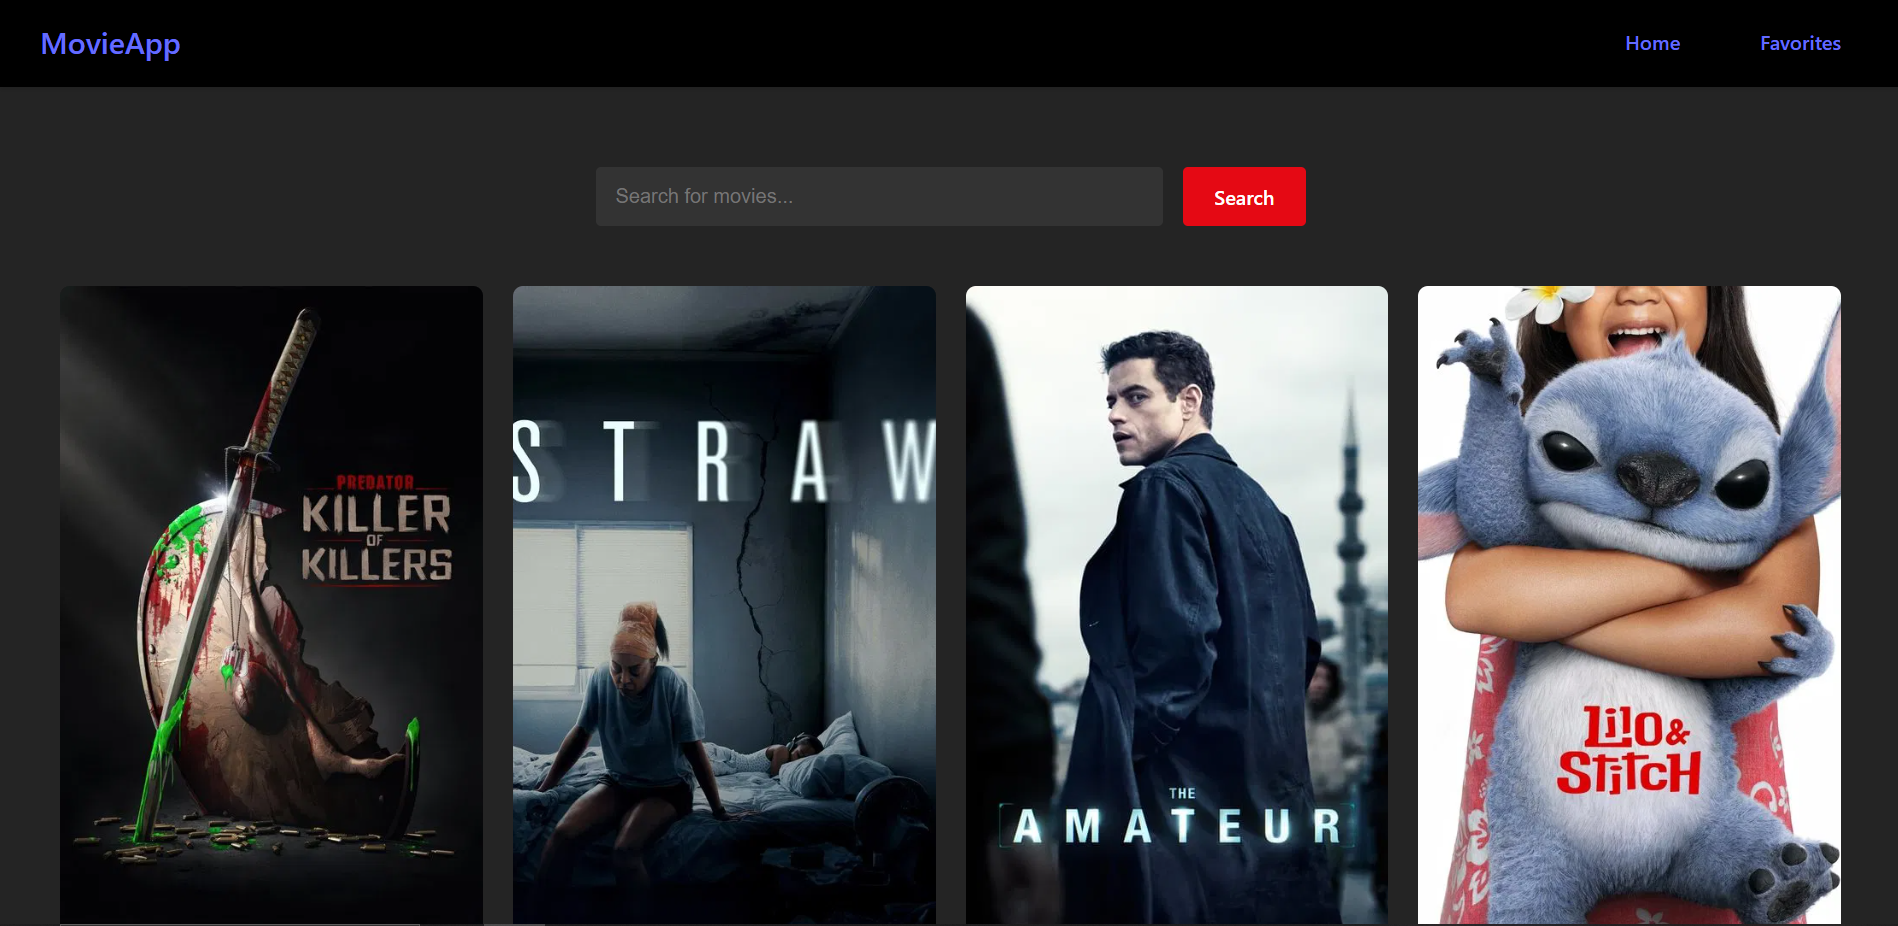 MovieApp
Home
Favorites
Search for movies...
Search
PREDATOR
KILLER
OF
KILLERS
STRAW
THE
AMATEUR
Lilo &
Stitch